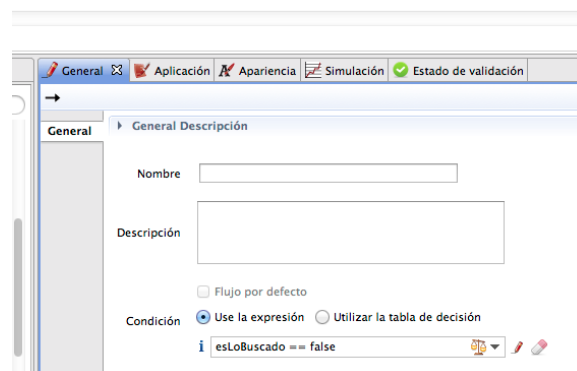 General Aplicación Apariencia Simulación Estado de validación
General
General Descripción
Nombre
Descripción
Flujo por defecto
Condición
Use la expresión Utilizar la tabla de decisión
esLoBuscado == false